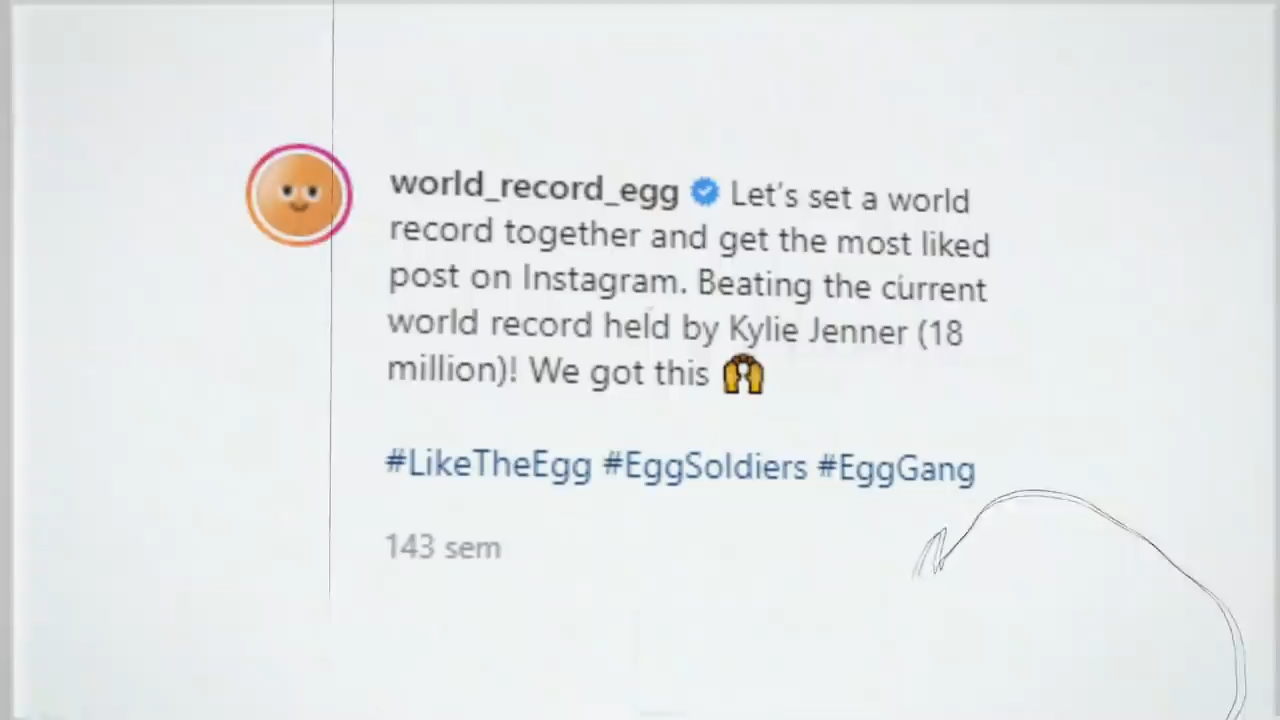 world_record_egg Let's set a world
record together and get the most liked
post on Instagram. Beating the current
world record held by Kylie Jenner (18
million)! We got this 🙌
#LikeTheEgg #EggSoldiers #EggGang
143 sem